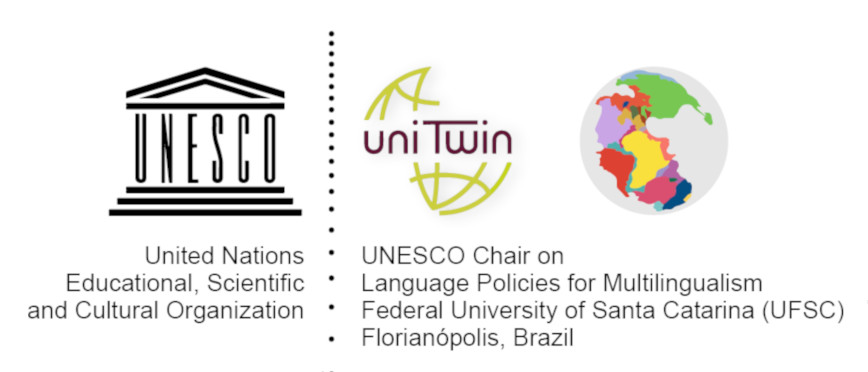 UNESCO
United Nations
Educational, Scientific
and Cultural Organization
uniTwin
UNESCO Chair on
Language Policies for Multilingualism
Federal University of Santa Catarina (UFSC)
Florianópolis, Brazil